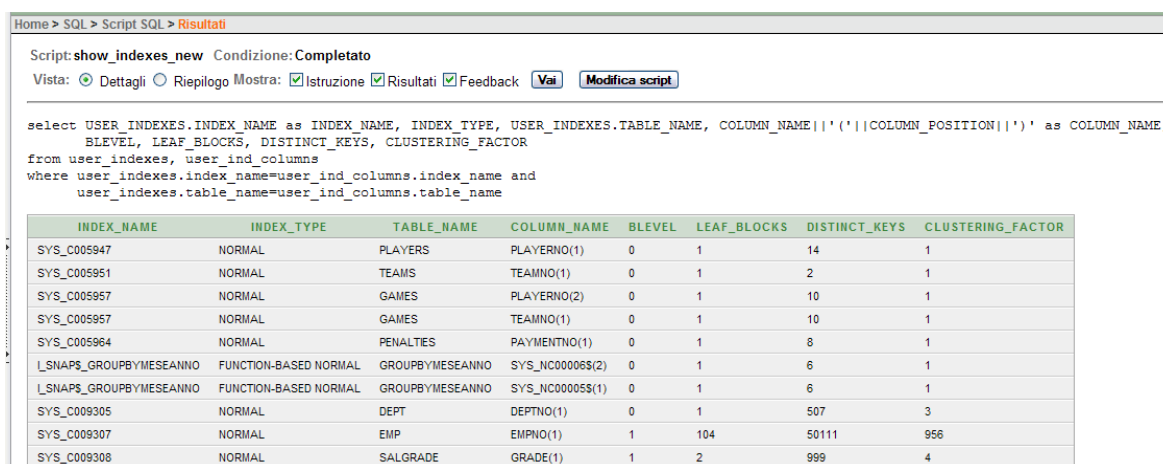 Home > SQL > Script SQL > Risultati
Script: show_indexes_new Condizione: Completato
Vista: Dettagli Riepilogo Mostra: Istruzione Risultati Feedback Vai Modifica script
select USER_INDEXES.INDEX_NAME as INDEX_NAME, INDEX_TYPE, USER_INDEXES.TABLE_NAME, COLUMN_NAME||'('||COLUMN_POSITION||')' as COLUMN_NAME
BLEVEL, LEAF_BLOCKS, DISTINCT_KEYS, CLUSTERING_FACTOR
from user_indexes, user_ind_columns
where user_indexes.index_name=user_ind_columns.index_name and
user_indexes.table_name=user_ind_columns.table_name
INDEX_NAME INDEX_TYPE TABLE_NAME COLUMN_NAME BLEVEL LEAF_BLOCKS DISTINCT_KEYS CLUSTERING_FACTOR
SYS_C005947 NORMAL PLAYERS PLAYERNO(1) 0 1 14 1
SYS_C005951 NORMAL TEAMS TEAMNO(1) 0 1 2 1
SYS_C005957 NORMAL GAMES PLAYERNO(2) 0 1 10 1
SYS_C005957 NORMAL GAMES TEAMNO(1) 0 1 10 1
SYS_C005964 NORMAL PENALTIES PAYMENTNO(1) 0 1 8 1
I_SNAP$_GROUPBYMESEANNO FUNCTION-BASED NORMAL GROUPBYMESEANNO SYS_NC00006$(2) 0 1 6 1
I_SNAP$_GROUPBYMESEANNO FUNCTION-BASED NORMAL GROUPBYMESEANNO SYS_NC00005$(1) 0 1 6 1
SYS_C009305 NORMAL DEPT DEPTNO(1) 0 1 507 3
SYS_C009307 NORMAL EMP EMPNO(1) 1 104 50111 956
SYS_C009308 NORMAL SALGRADE GRADE(1) 1 2 999 4